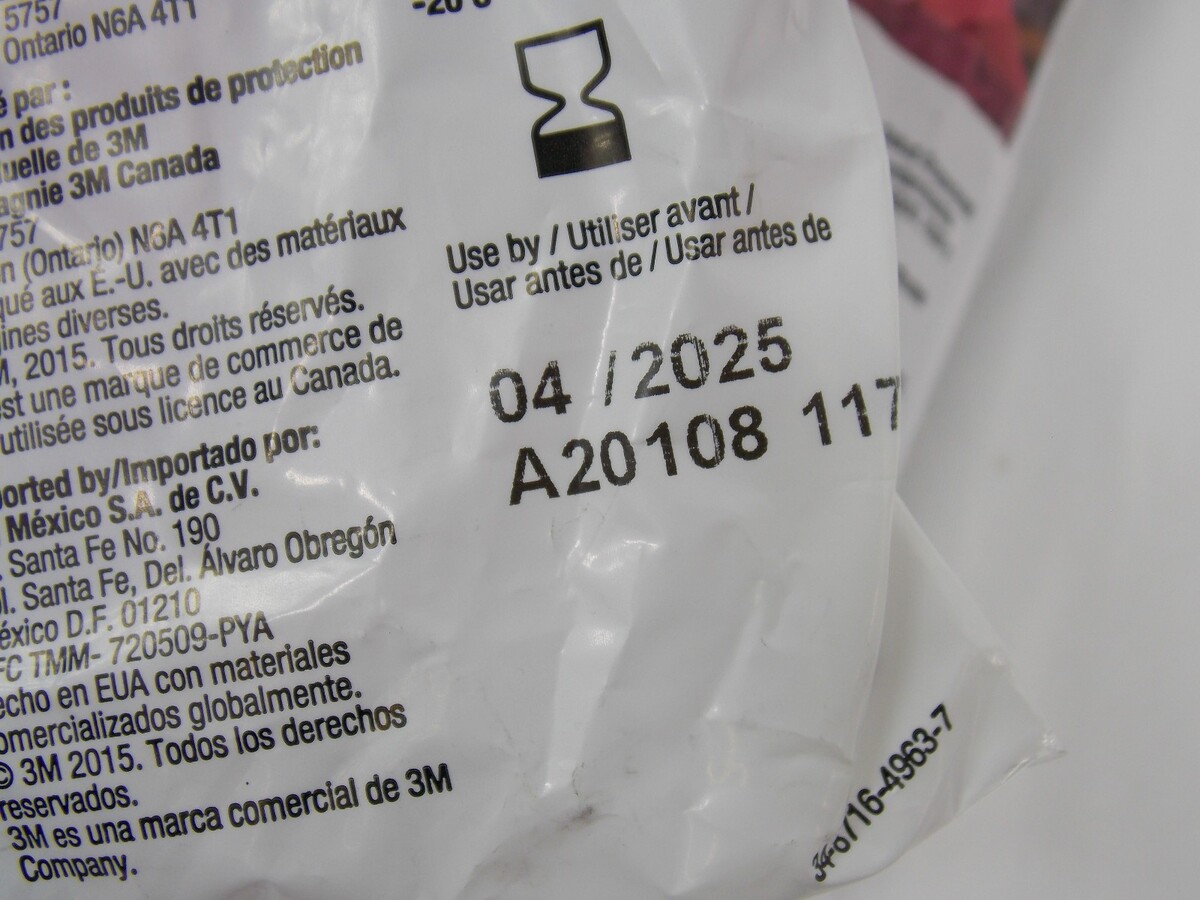 5757
Ontario N6A 4T1
é par :
n des produits de protection
uelle de 3M
agnie 3M Canada
757
n (Ontario) N6A 4T1
qué aux É.-U. avec des matériaux
gines diverses.
M, 2015. Tous droits réservés.
est une marque de commerce de
utilisée sous licence au Canada.
orted by/Importado por:
México S.A. de C.V.
. Santa Fe No. 190
ol. Santa Fe, Del. Álvaro Obregón
éxico D.F. 01210
FC TMM- 720509-PYA
echo en EUA con materiales
omercializados globalmente.
© 3M 2015. Todos los derechos
reservados.
3M es una marca comercial de 3M
Company.
Use by / Utiliser avant /
Usar antes de / Usar antes de
04 /2025
A20108 117